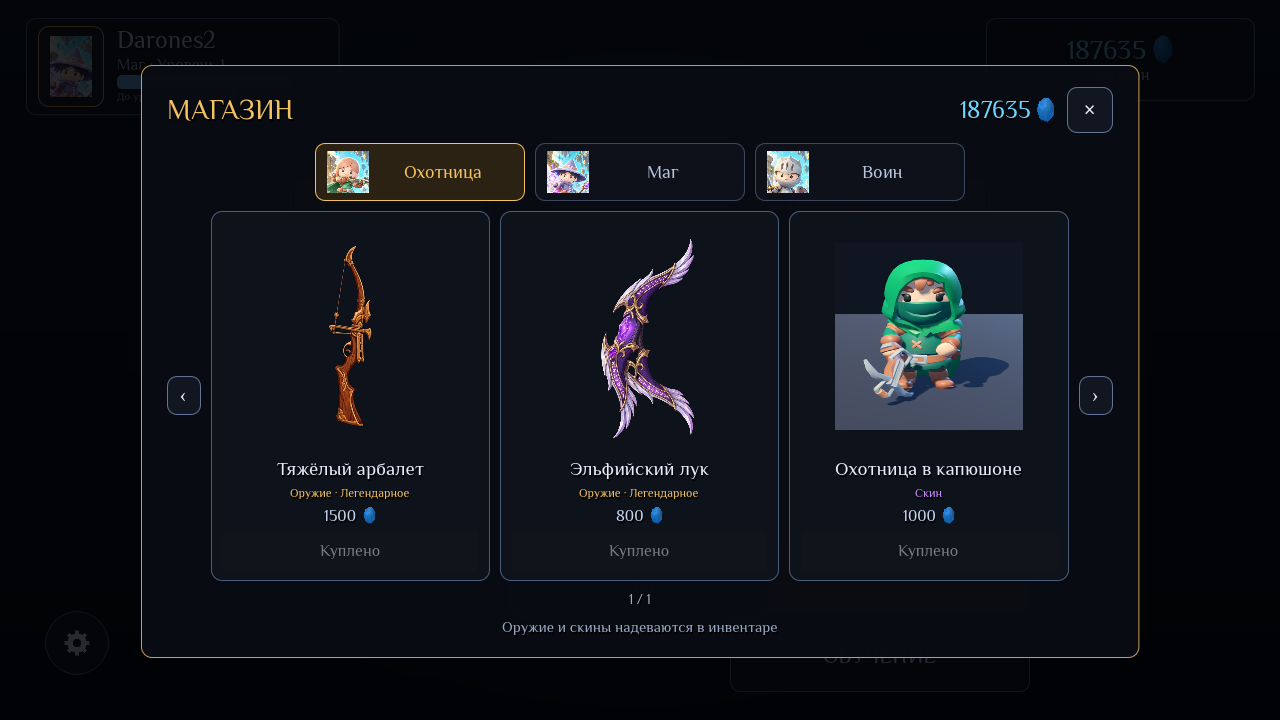 Darones2
187635
МАГАЗИН
187635
×
Охотница
Маг
Воин
Тяжёлый арбалет
Оружие · Легендарное
1500
Куплено
Эльфийский лук
Оружие · Легендарное
800
Куплено
Охотница в капюшоне
Скин
1000
Куплено
‹
›
1 / 1
Оружие и скины надеваются в инвентаре
ОБУЧЕНИЕ